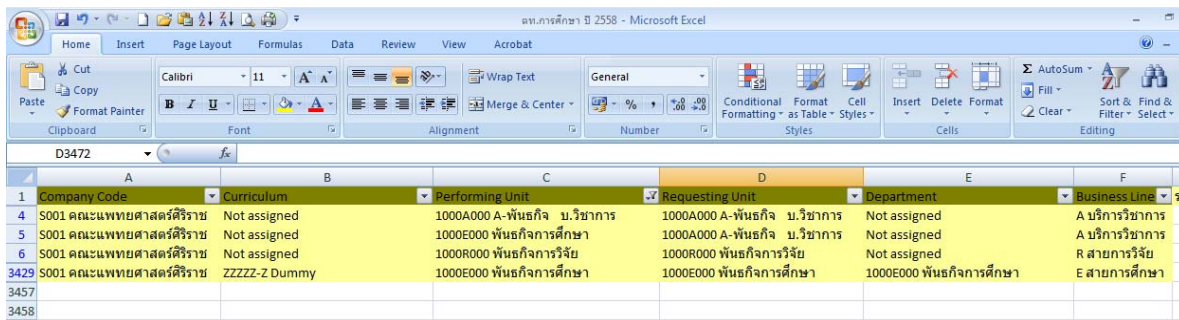 ตท.การศึกษา ปี 2558 - Microsoft Excel
Home Insert Page Layout Formulas Data Review View Acrobat
Cut
Copy
Format Painter
Paste
Clipboard
Calibri 11
B I U
Font
Wrap Text
Merge & Center
Alignment
General
% ,
Number
Conditional Formatting
Format as Table
Cell Styles
Styles
Insert Delete Format
Cells
Σ AutoSum
Fill
Clear
Sort & Filter
Find & Select
Editing
D3472 fx
A B C D E F
1 Company Code Curriculum Performing Unit Requesting Unit Department Business Line
4 S001 คณะแพทยศาสตร์ศิริราช Not assigned 1000A000 A-พันธกิจ บ.วิชาการ 1000A000 A-พันธกิจ บ.วิชาการ Not assigned A บริการวิชาการ
5 S001 คณะแพทยศาสตร์ศิริราช Not assigned 1000E000 พันธกิจการศึกษา 1000A000 A-พันธกิจ บ.วิชาการ Not assigned A บริการวิชาการ
6 S001 คณะแพทยศาสตร์ศิริราช Not assigned 1000R000 พันธกิจการวิจัย 1000R000 พันธกิจการวิจัย Not assigned R สายการวิจัย
3429 S001 คณะแพทยศาสตร์ศิริราช ZZZZZ-Z Dummy 1000E000 พันธกิจการศึกษา 1000E000 พันธกิจการศึกษา 1000E000 พันธกิจการศึกษา E สายการศึกษา
3457
3458